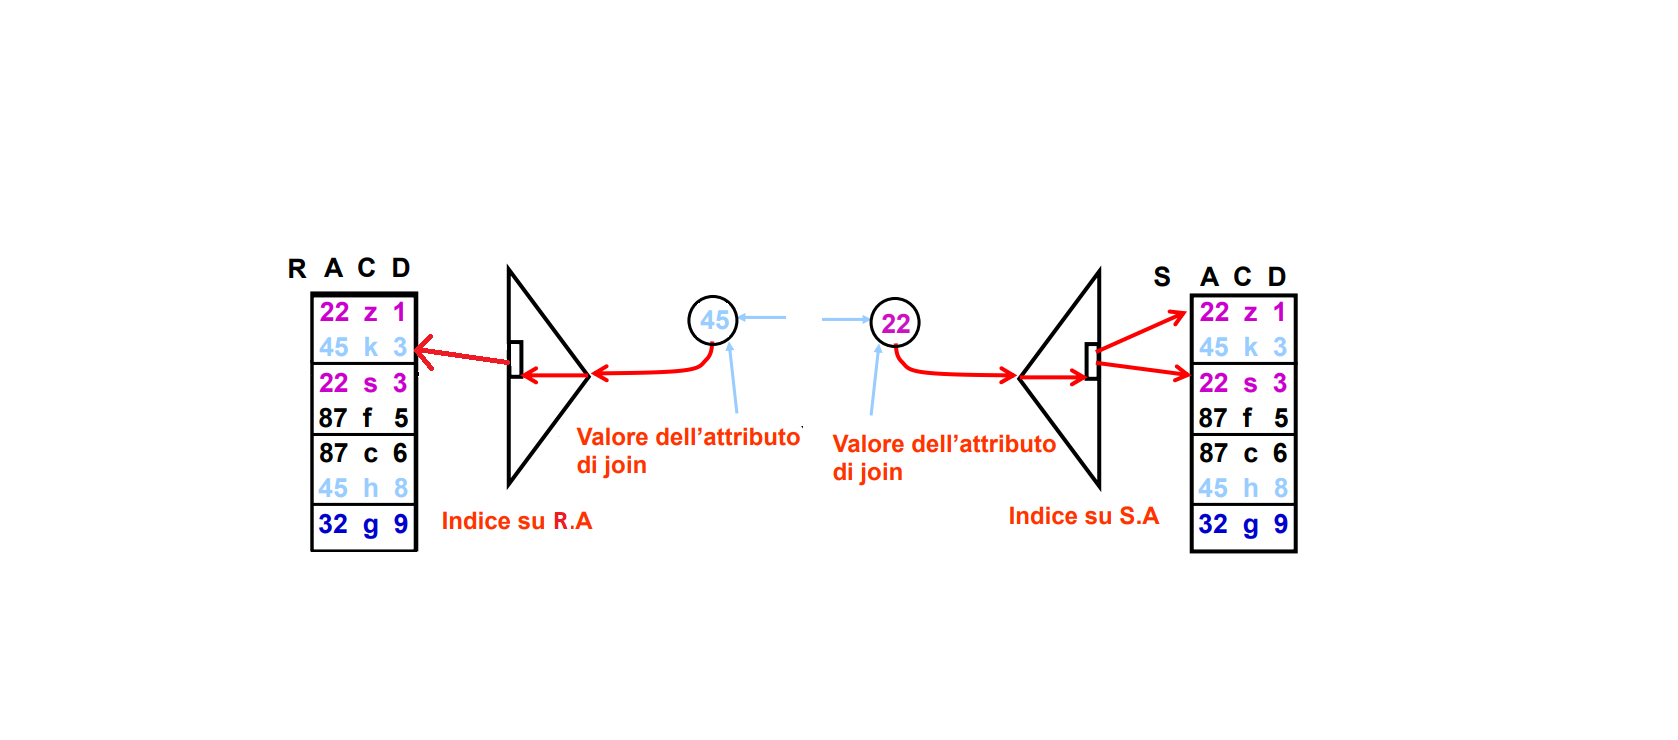 R A C D
22 z 1
45 k 3
22 s 3
87 f 5
87 c 6
45 h 8
32 g 9
45
Valore dell'attributo
di join
Indice su R.A
22
Valore dell'attributo
di join
Indice su S.A
S A C D
22 z 1
45 k 3
22 s 3
87 f 5
87 c 6
45 h 8
32 g 9